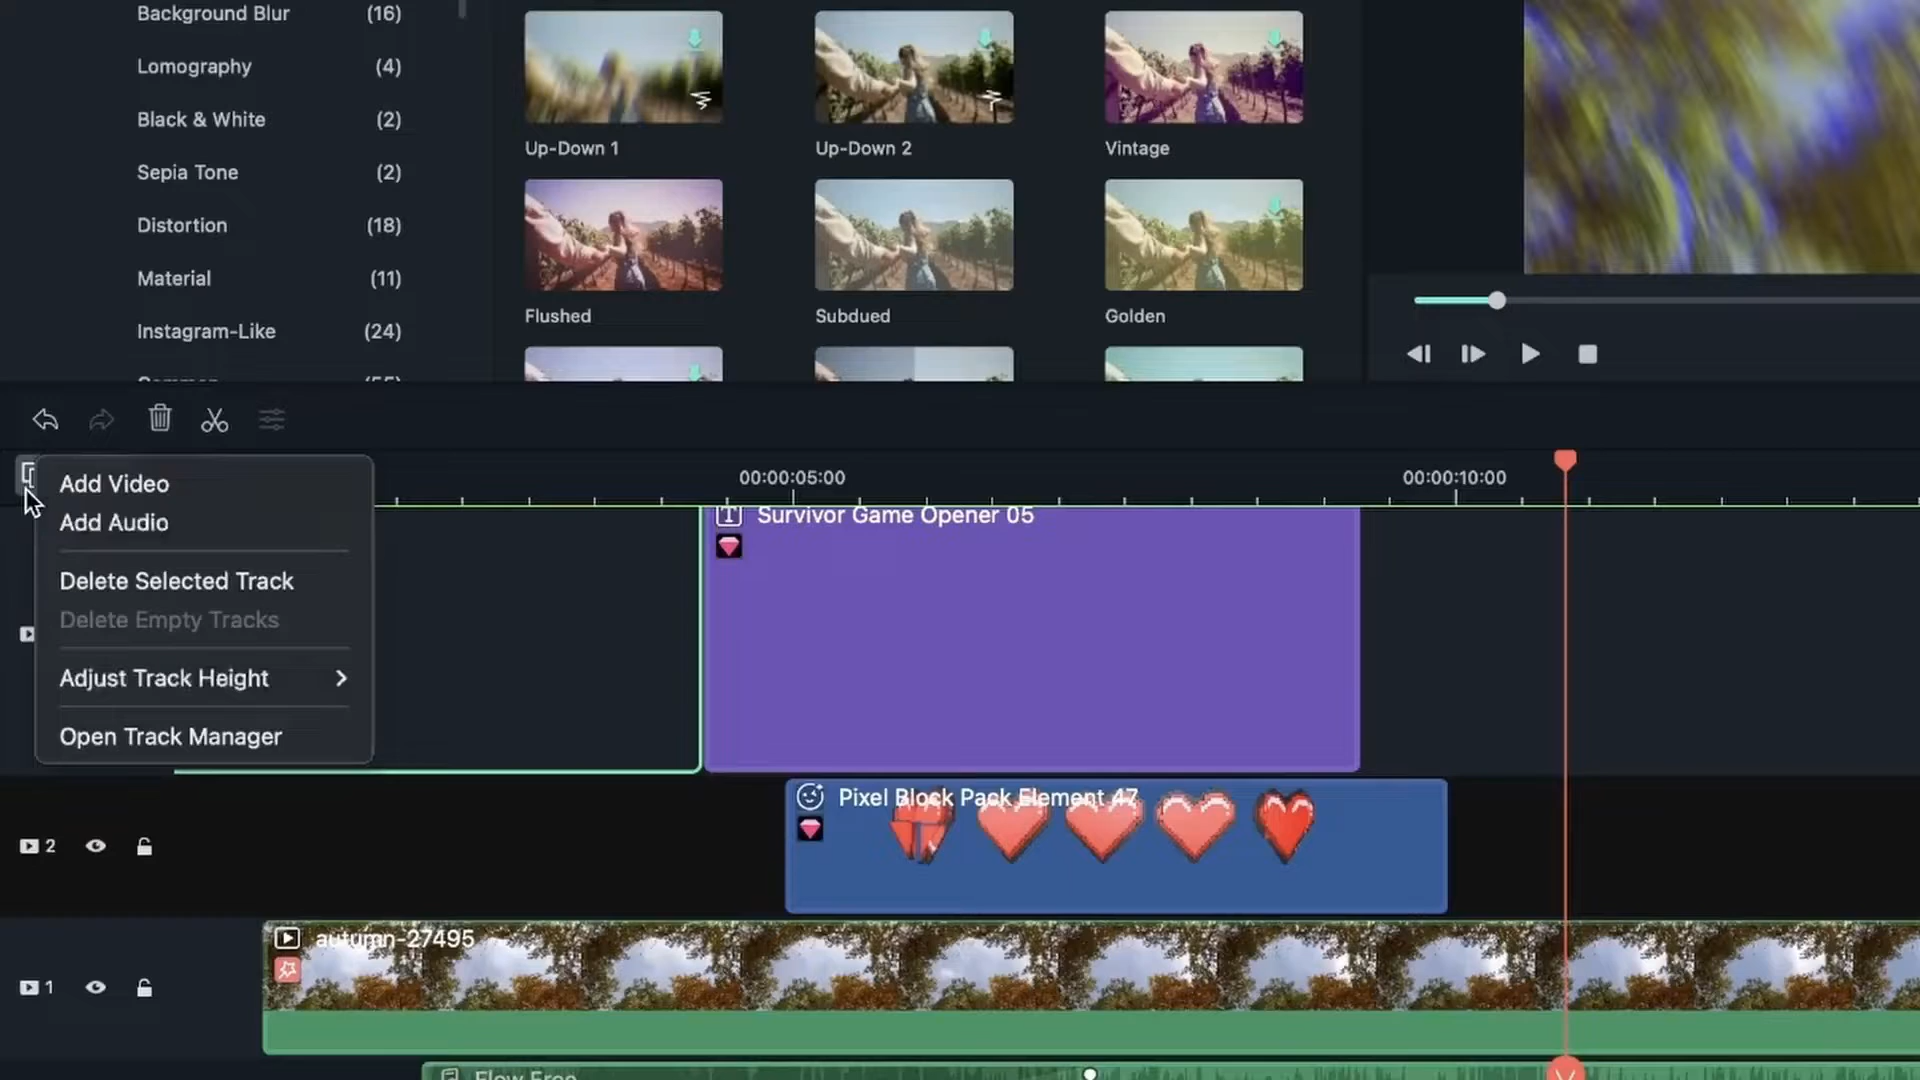 Background Blur (16)
Lomography (4)
Black & White (2)
Sepia Tone (2)
Distortion (18)
Material (11)
Instagram-Like (24)
Up-Down 1
Up-Down 2
Vintage
Flushed
Subdued
Golden
00:00:05:00
00:00:10:00
Add Video
Add Audio
Delete Selected Track
Delete Empty Tracks
Adjust Track Height
Open Track Manager
Survivor Game Opener 05
Pixel Block Pack Element 47
2
autumn-27495
1